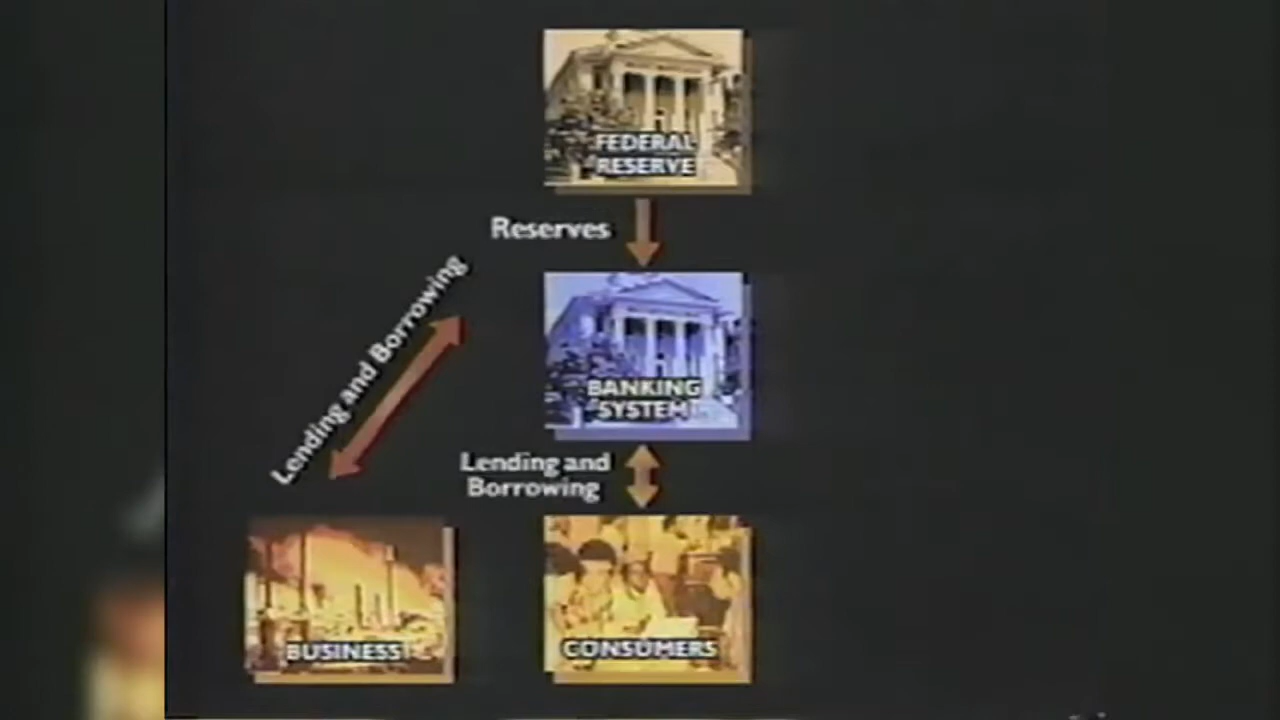 FEDERAL
RESERVE
Reserves
Lending and Borrowing
BANKING
SYSTEM
Lending and
Borrowing
BUSINESS
CONSUMERS